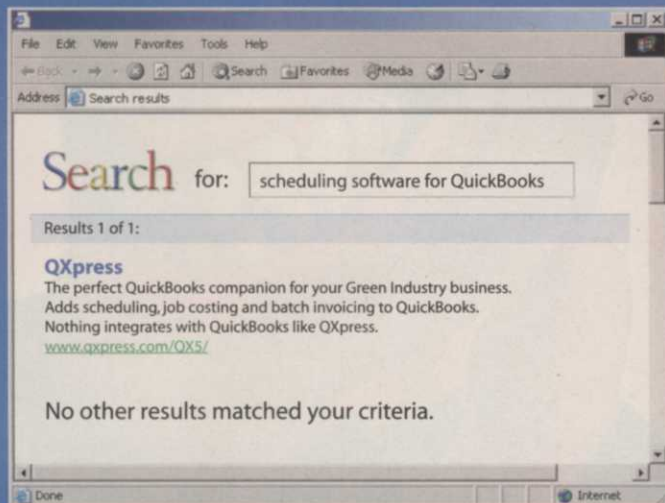 File Edit View Favorites Tools Help
Back Search Favorites Media
Address Search results Go
Search for: scheduling software for QuickBooks
Results 1 of 1:
QXpress
The perfect QuickBooks companion for your Green Industry business.
Adds scheduling, job costing and batch invoicing to QuickBooks.
Nothing integrates with QuickBooks like QXpress.
www.qxpress.com/QX5/
No other results matched your criteria.
Done Internet